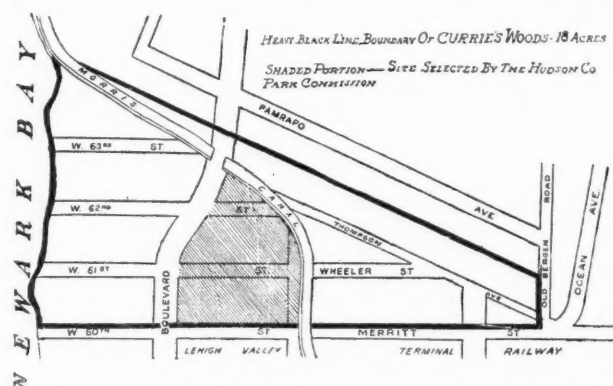 HEAVY BLACK LINE, BOUNDARY OF CURRIE'S WOODS - 18 ACRES
SHADED PORTION — SITE SELECTED BY THE HUDSON CO
PARK COMMISSION
NEWARK BAY
MORRIS CANAL
PAMRAPO AVE.
W. 63RD ST
W. 62ND ST.
THOMPSON AVE
W. 61ST ST.
WHEELER ST
BOULEVARD
OLD BERGEN ROAD
OCEAN AVE.
W 60TH ST MERRITT ST
LEHIGH VALLEY TERMINAL RAILWAY